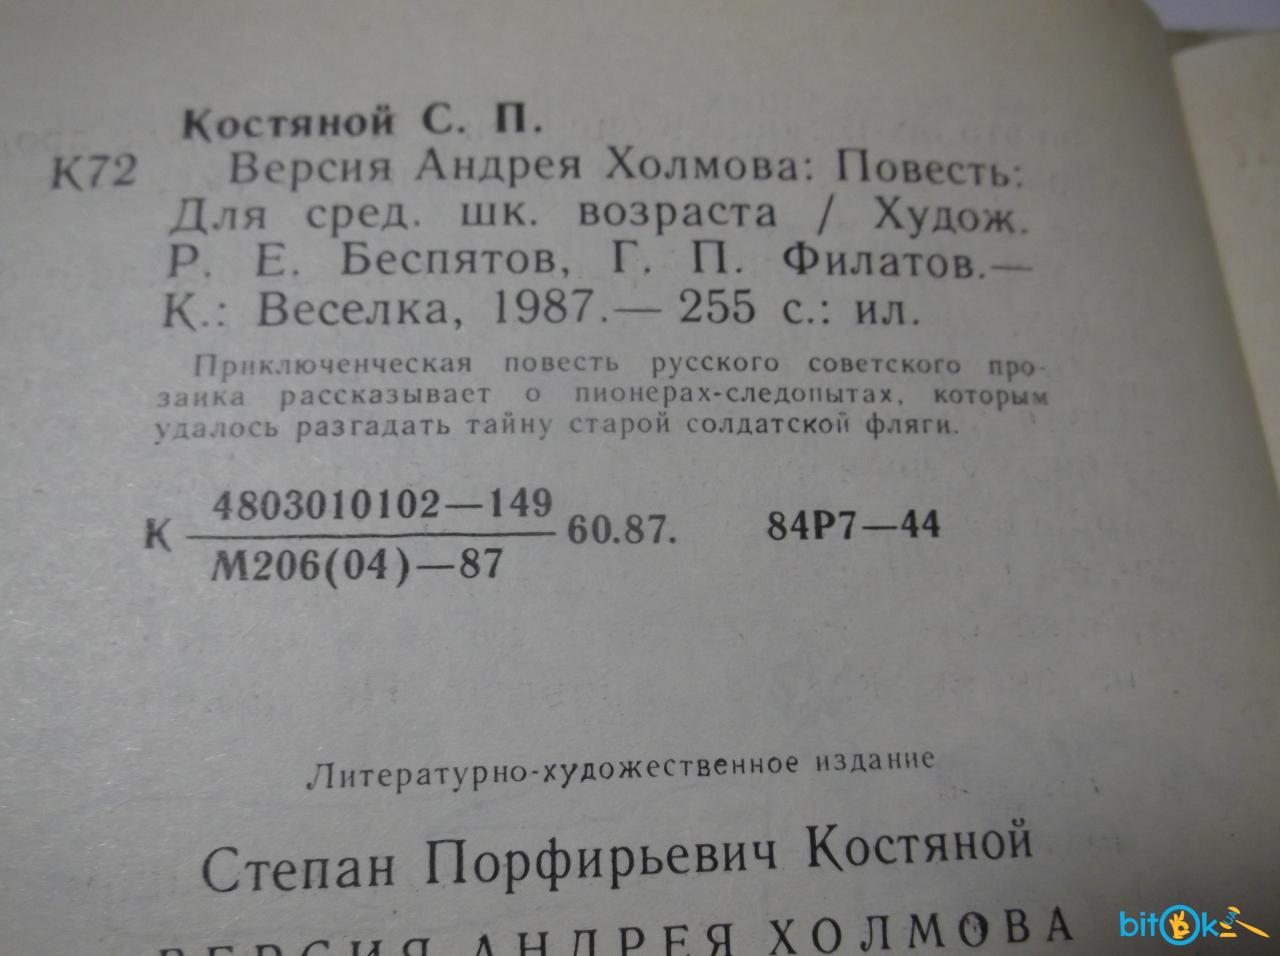 Костяной С. П.
К72 Версия Андрея Холмова: Повесть:
Для сред. шк. возраста / Худож.
Р. Е. Беспятов, Г. П. Филатов.—
К.: Веселка, 1987.— 255 с.: ил.
Приключенческая повесть русского советского про-
заика рассказывает о пионерах-следопытах, которым
удалось разгадать тайну старой солдатской фляги.
4803010102—149
К 60.87. 84Р7—44
М206(04)—87
Литературно-художественное издание
Степан Порфирьевич Костяной
ВЕРСИЯ АНДРЕЯ ХОЛМОВА
bitOk UA